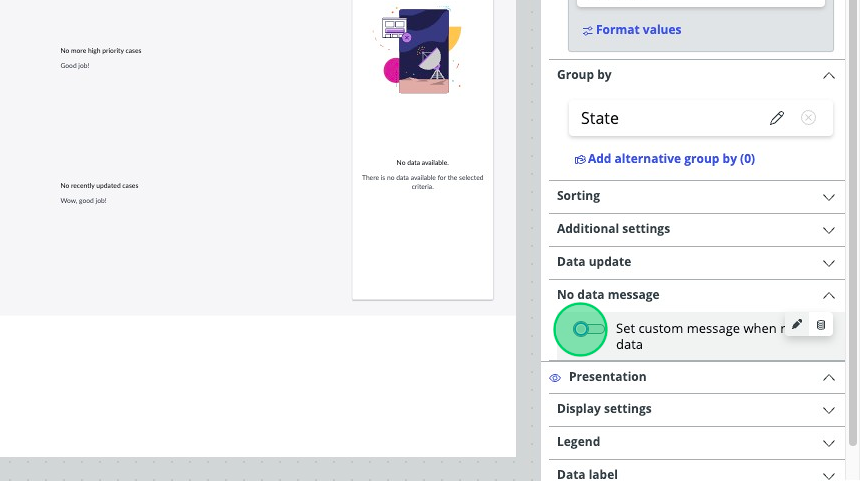 No more high priority cases
Good job!
No recently updated cases
Wow, good job!
No data available.
There is no data available for the selected
criteria.
Format values
Group by
State
Add alternative group by (0)
Sorting
Additional settings
Data update
No data message
Set custom message when
data
Presentation
Display settings
Legend
Data label